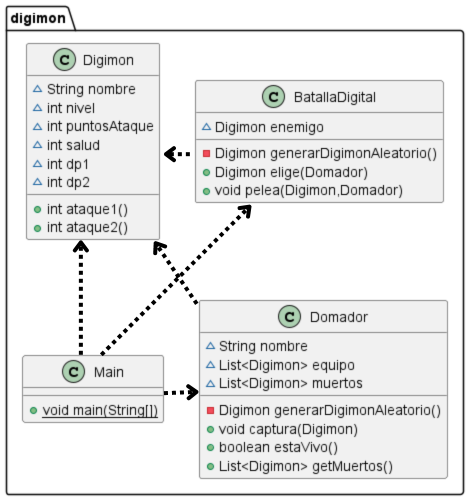 digimon
C Digimon
String nombre
int nivel
int puntosAtaque
int salud
int dp1
int dp2
int ataque1()
int ataque2()
C BatallaDigital
Digimon enemigo
Digimon generarDigimonAleatorio()
Digimon elige(Domador)
void pelea(Digimon,Domador)
C Main
void main(String[])
C Domador
String nombre
List<Digimon> equipo
List<Digimon> muertos
Digimon generarDigimonAleatorio()
void captura(Digimon)
boolean estaVivo()
List<Digimon> getMuertos()